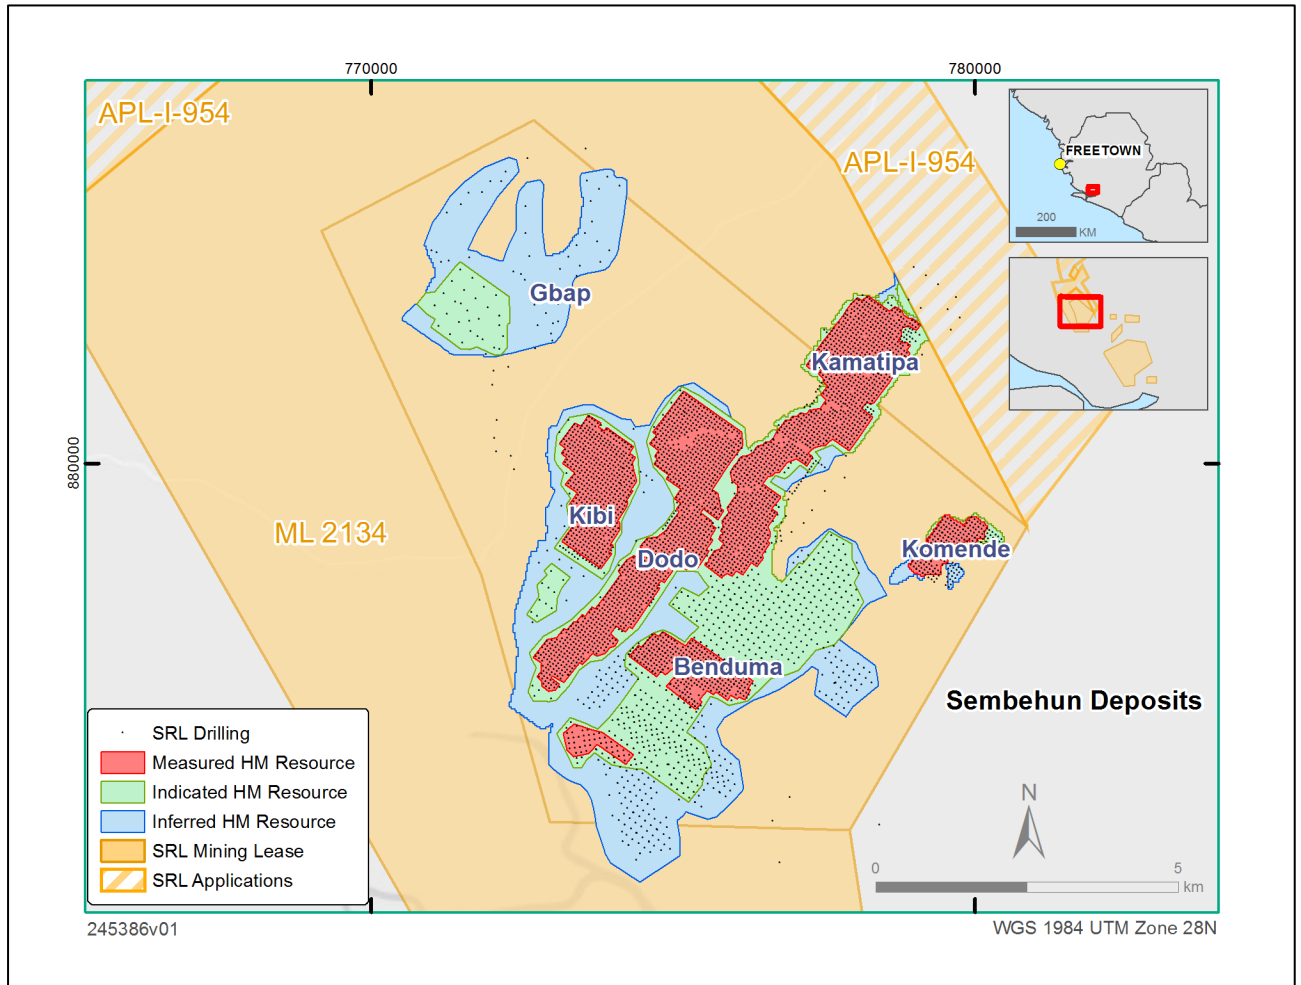 770000
780000
APL-I-954
APL-I-954
FREETOWN
200
KM
Gbap
Kamatipa
880000
Kibi
ML 2134
Dodo
Komende
Benduma
Sembehun Deposits
SRL Drilling
Measured HM Resource
Indicated HM Resource
Inferred HM Resource
SRL Mining Lease
SRL Applications
N
0 5
km
245386v01
WGS 1984 UTM Zone 28N